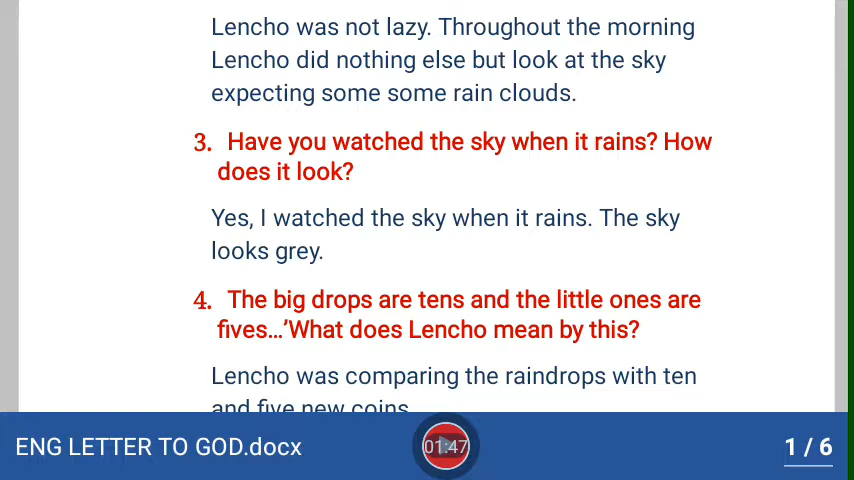 Lencho was not lazy. Throughout the morning
Lencho did nothing else but look at the sky
expecting some some rain clouds.
3. Have you watched the sky when it rains? How
does it look?
Yes, I watched the sky when it rains. The sky
looks grey.
4. The big drops are tens and the little ones are
fives...’What does Lencho mean by this?
Lencho was comparing the raindrops with ten
and five new coins
ENG LETTER TO GOD.docx
01:47
1 / 6